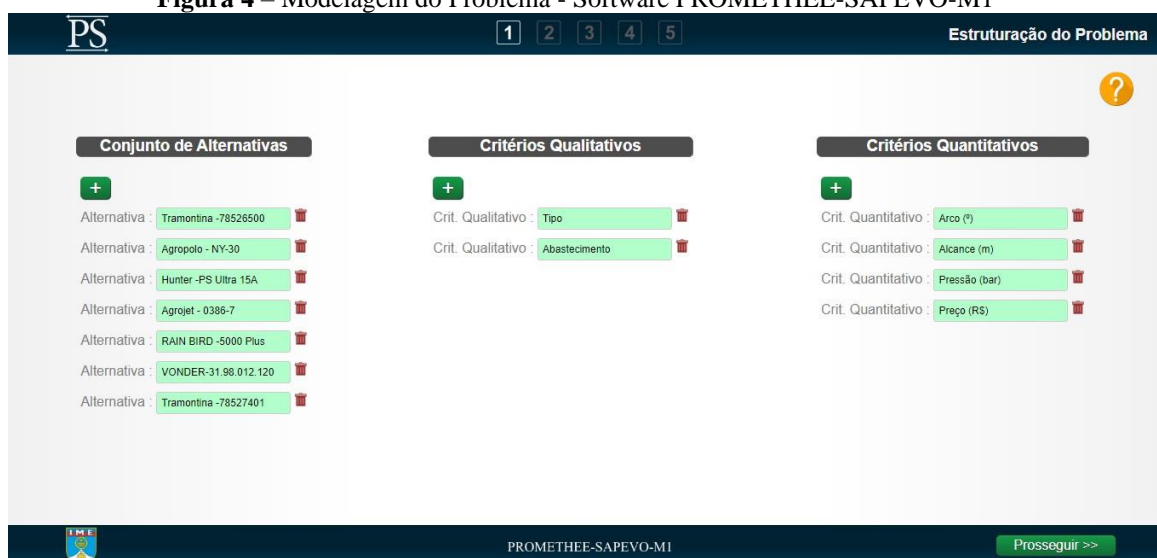 Figura 4 – Modelagem do Problema - Software PROMETHEE-SAPEVO-M1
PS
1 2 3 4 5
Estruturação do Problema
?
Conjunto de Alternativas
+
Alternativa : Tramontina -78526500
Alternativa : Agropolo - NY-30
Alternativa : Hunter -PS Ultra 15A
Alternativa : Agrojet - 0386-7
Alternativa : RAIN BIRD -5000 Plus
Alternativa : VONDER-31.98.012.120
Alternativa : Tramontina -78527401
Critérios Qualitativos
+
Crit. Qualitativo : Tipo
Crit. Qualitativo : Abastecimento
Critérios Quantitativos
+
Crit. Quantitativo : Arco (º)
Crit. Quantitativo : Alcance (m)
Crit. Quantitativo : Pressão (bar)
Crit. Quantitativo : Preço (R$)
IME
PROMETHEE-SAPEVO-M1
Prosseguir >>